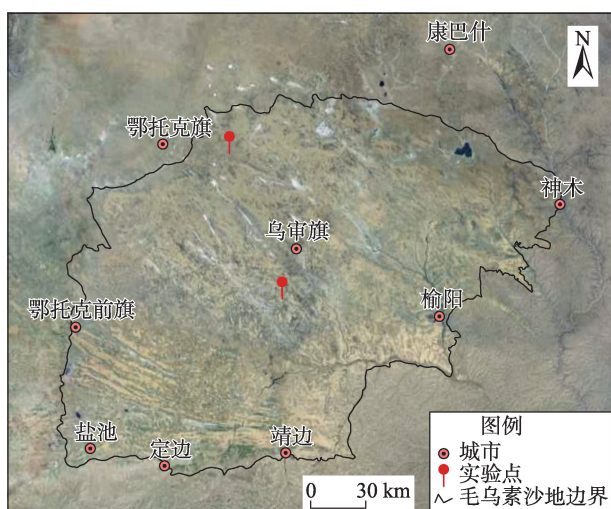 康巴什
N
鄂托克旗
神木
乌审旗
鄂托克前旗
榆阳
盐池
定边
靖边
0 30 km
图例
城市
实验点
毛乌素沙地边界